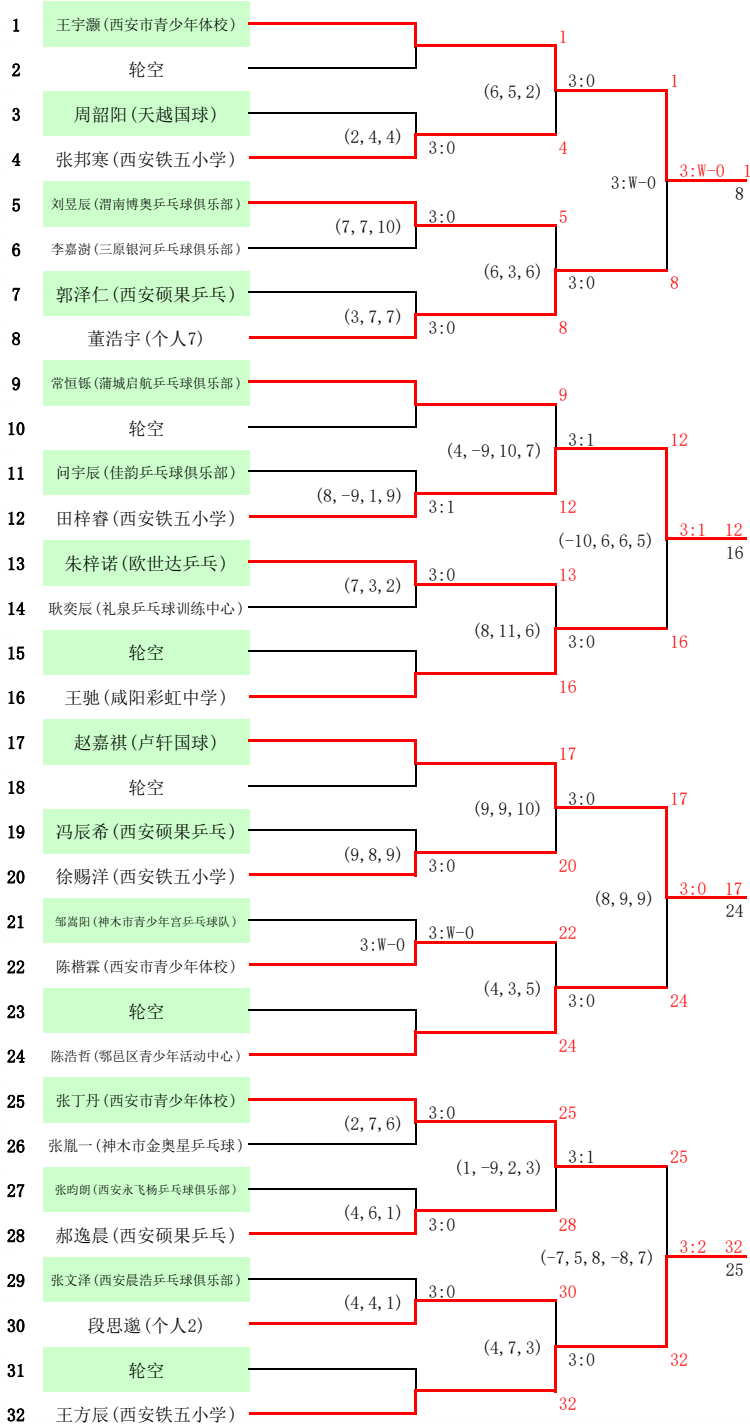 1 王宇灏(西安市青少年体校)
1
2 轮空
(6,5,2) 3:0 1
3 周韶阳(天越国球)
(2,4,4) 3:0 4
4 张邦寒(西安铁五小学)
3:W-0 3:W-0 1
8
5 刘昱辰(渭南博奥乒乓球俱乐部)
(7,7,10) 3:0 5
6 李嘉澍(三原银河乒乓球俱乐部)
(6,3,6) 3:0 8
7 郭泽仁(西安硕果乒乓)
(3,7,7) 3:0 8
8 董浩宇(个人7)
9 常恒铄(蒲城启航乒乓球俱乐部)
9
10 轮空
(4,-9,10,7) 3:1 12
11 问宇辰(佳韵乒乓球俱乐部)
(8,-9,1,9) 3:1 12
12 田梓睿(西安铁五小学)
(-10,6,6,5) 3:1 12
16
13 朱梓诺(欧世达乒乓)
(7,3,2) 3:0 13
14 耿奕辰(礼泉乒乓球训练中心)
(8,11,6) 3:0 16
15 轮空
16
16 王驰(咸阳彩虹中学)
17 赵嘉祺(卢轩国球)
17
18 轮空
(9,9,10) 3:0 17
19 冯辰希(西安硕果乒乓)
(9,8,9) 3:0 20
20 徐赐洋(西安铁五小学)
(8,9,9) 3:0 17
24
21 邹嵩阳(神木市青少年宫乒乓球队)
3:W-0 3:W-0 22
22 陈楷霖(西安市青少年体校)
(4,3,5) 3:0 24
23 轮空
24
24 陈浩哲(鄠邑区青少年活动中心)
25 张丁丹(西安市青少年体校)
(2,7,6) 3:0 25
26 张胤一(神木市金奥星乒乓球)
(1,-9,2,3) 3:1 25
27 张昀朗(西安永飞杨乒乓球俱乐部)
(4,6,1) 3:0 28
28 郝逸晨(西安硕果乒乓)
(-7,5,8,-8,7) 3:2 32
25
29 张文泽(西安晨浩乒乓球俱乐部)
(4,4,1) 3:0 30
30 段思邈(个人2)
(4,7,3) 3:0 32
31 轮空
32
32 王方辰(西安铁五小学)